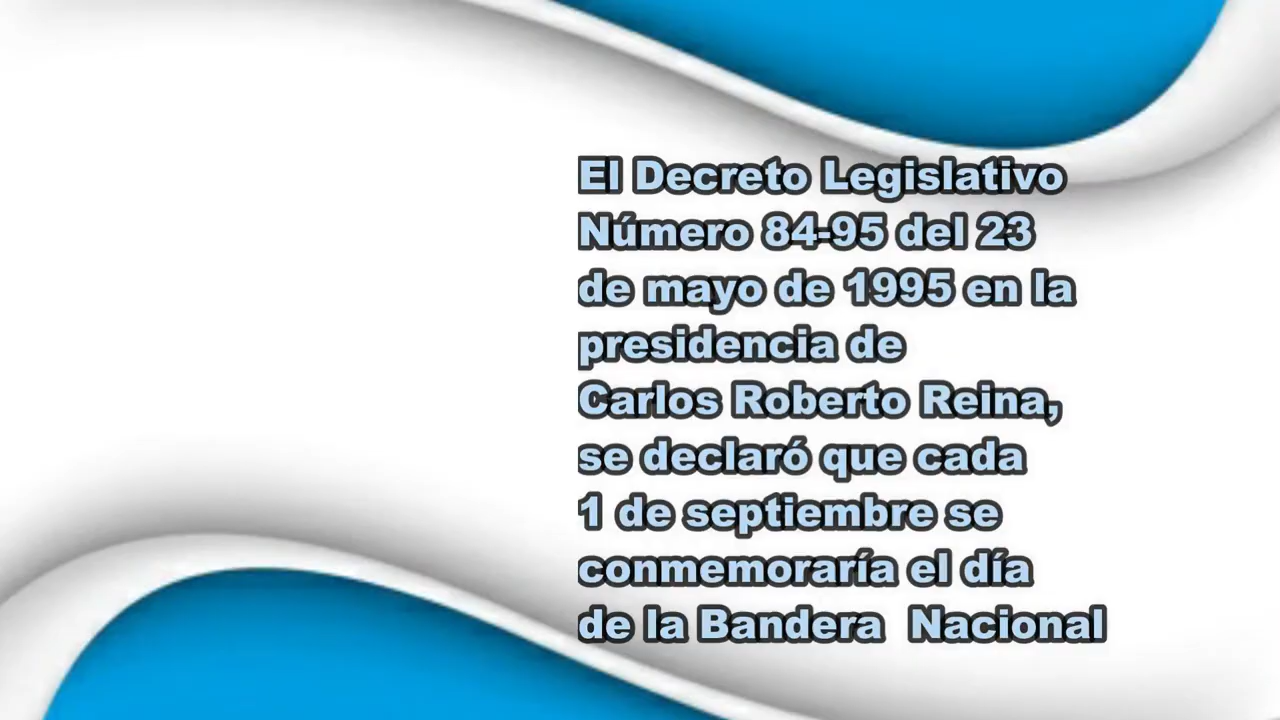 El Decreto Legislativo
Número 84-95 del 23
de mayo de 1995 en la
presidencia de
Carlos Roberto Reina,
se declaró que cada
1 de septiembre se
conmemoraría el día
de la Bandera  Nacional